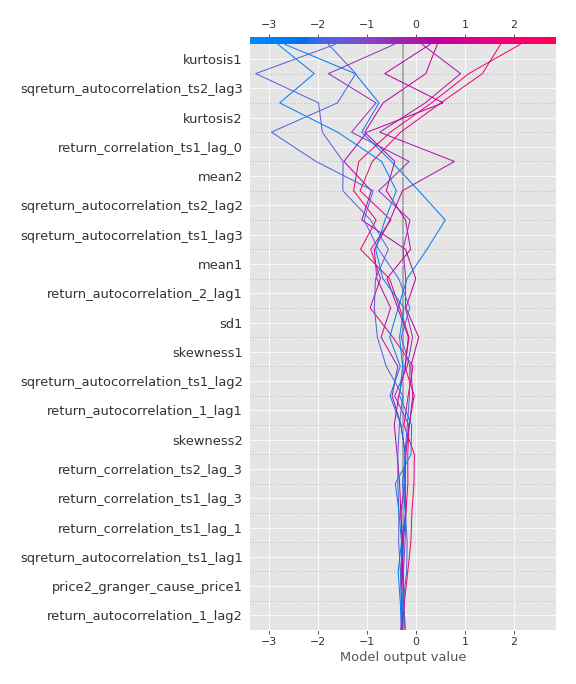 −3 −2 −1 0 1 2
kurtosis1
sqreturn_autocorrelation_ts2_lag3
kurtosis2
return_correlation_ts1_lag_0
mean2
sqreturn_autocorrelation_ts2_lag2
sqreturn_autocorrelation_ts1_lag3
mean1
return_autocorrelation_2_lag1
sd1
skewness1
sqreturn_autocorrelation_ts1_lag2
return_autocorrelation_1_lag1
skewness2
return_correlation_ts2_lag_3
return_correlation_ts1_lag_3
return_correlation_ts1_lag_1
sqreturn_autocorrelation_ts1_lag1
price2_granger_cause_price1
return_autocorrelation_1_lag2
−3 −2 −1 0 1 2
Model output value